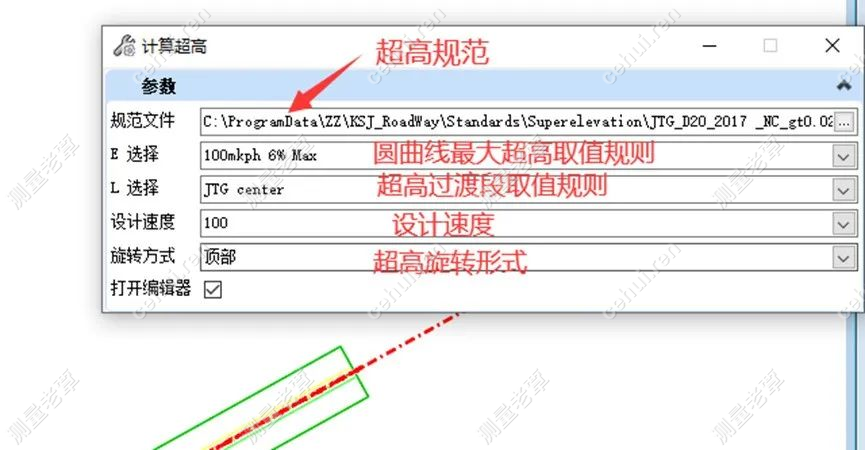 计算超高
超高规范
参数
规范文件 C:\ProgramData\ZZ\KSJ_RoadWay\Standards\Superelevation\JTG_D20_2017 _NC_gt0.02 ...
E 选择 100mkph 6% Max 圆曲线最大超高取值规则
L 选择 JTG center 超高过渡段取值规则
设计速度 100 设计速度
旋转方式 顶部 超高旋转形式
打开编辑器
测量老覃
cehui.ren